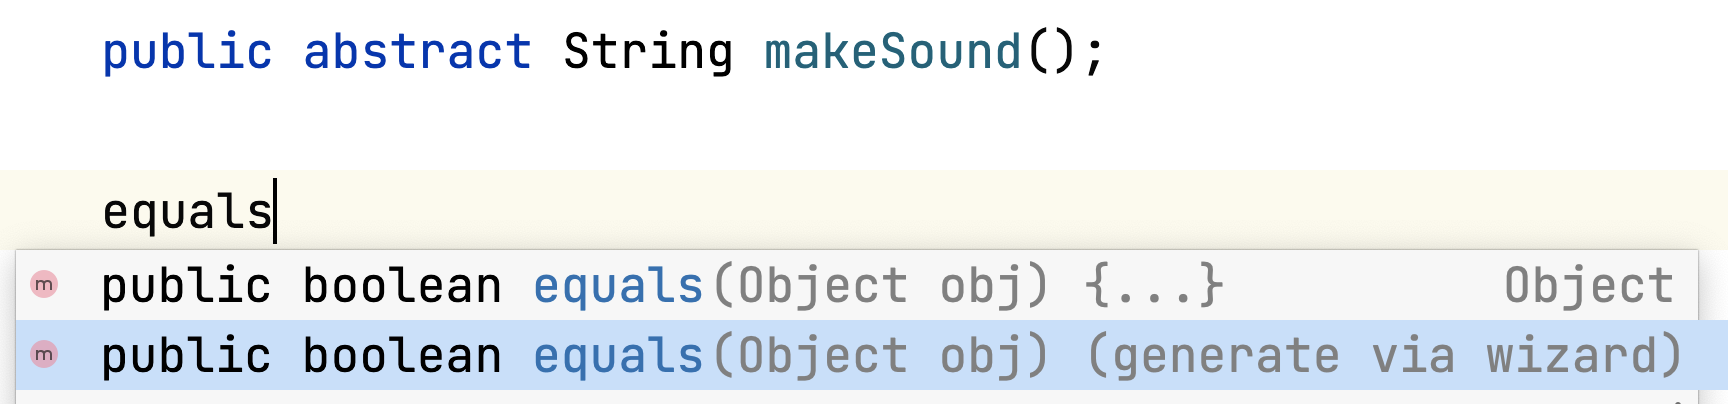 public abstract String makeSound();
equals
m public boolean equals(Object obj) {...} Object
m public boolean equals(Object obj) (generate via wizard)